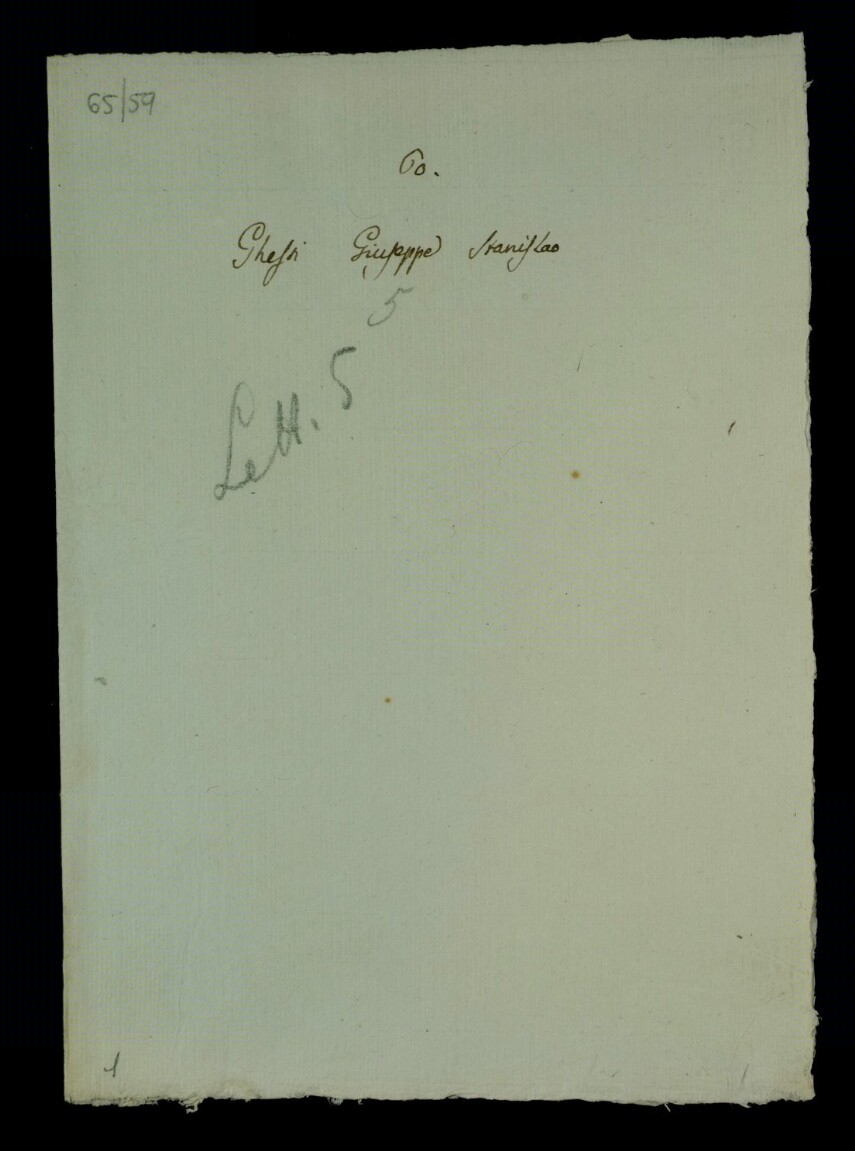 65/59
60.
Ghessi Giuseppe Stanislao
5
Lett. 5
1